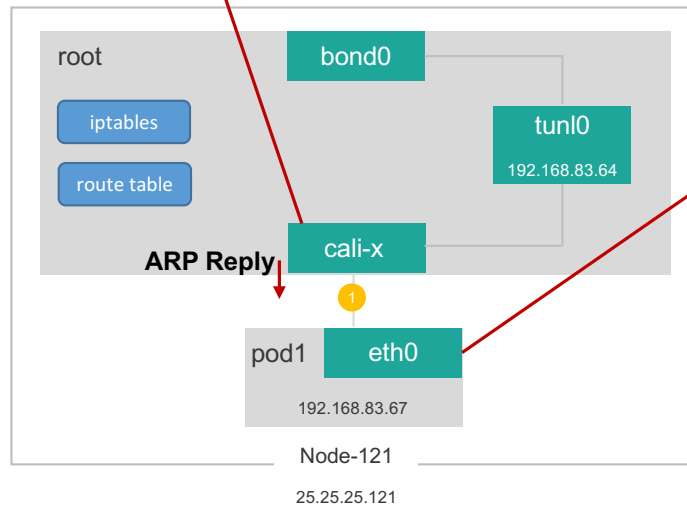 root
bond0
iptables
tunl0
192.168.83.64
route table
cali-x
ARP Reply
1
pod1
eth0
192.168.83.67
Node-121
25.25.25.121